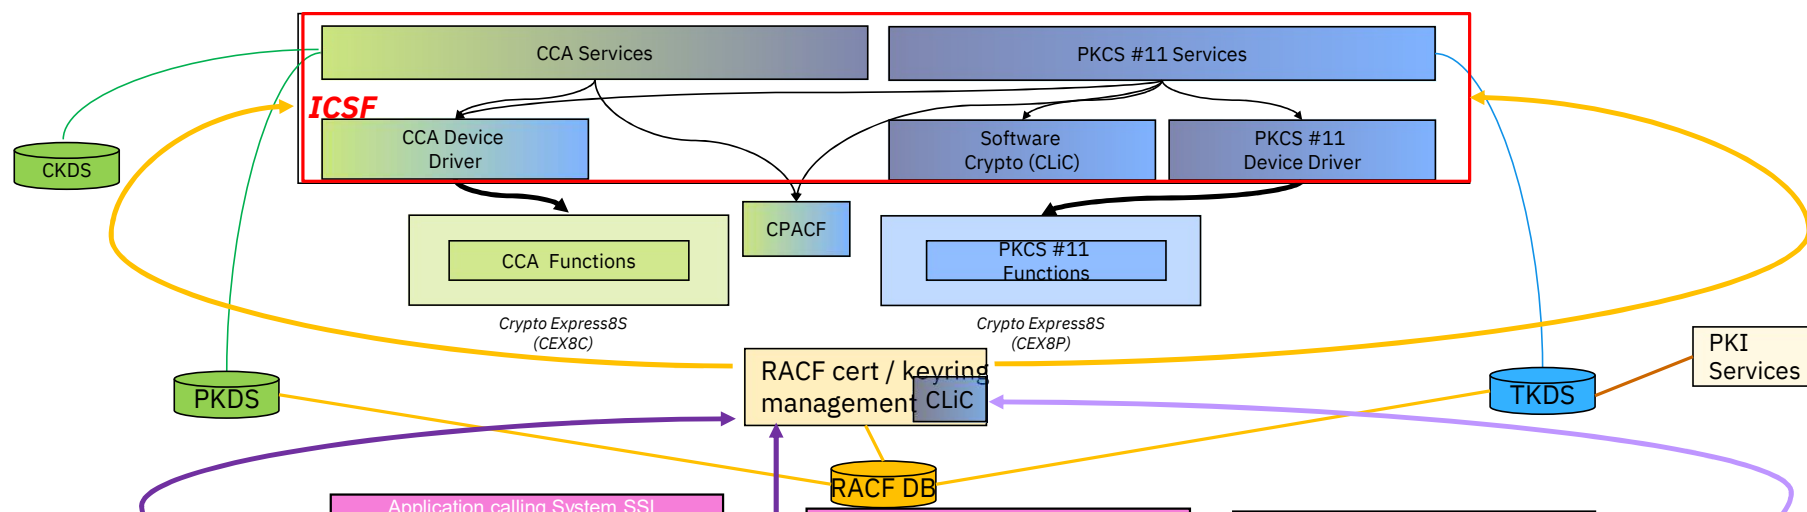 CCA Services
PKCS #11 Services
ICSF
CCA Device
Driver
Software
Crypto (CLiC)
PKCS #11
Device Driver
CKDS
CPACF
CCA Functions
PKCS #11
Functions
Crypto Express8S
(CEX8C)
Crypto Express8S
(CEX8P)
RACF cert / keyring
management
CLiC
PKI
Services
PKDS
TKDS
RACF DB
Application calling System SSL